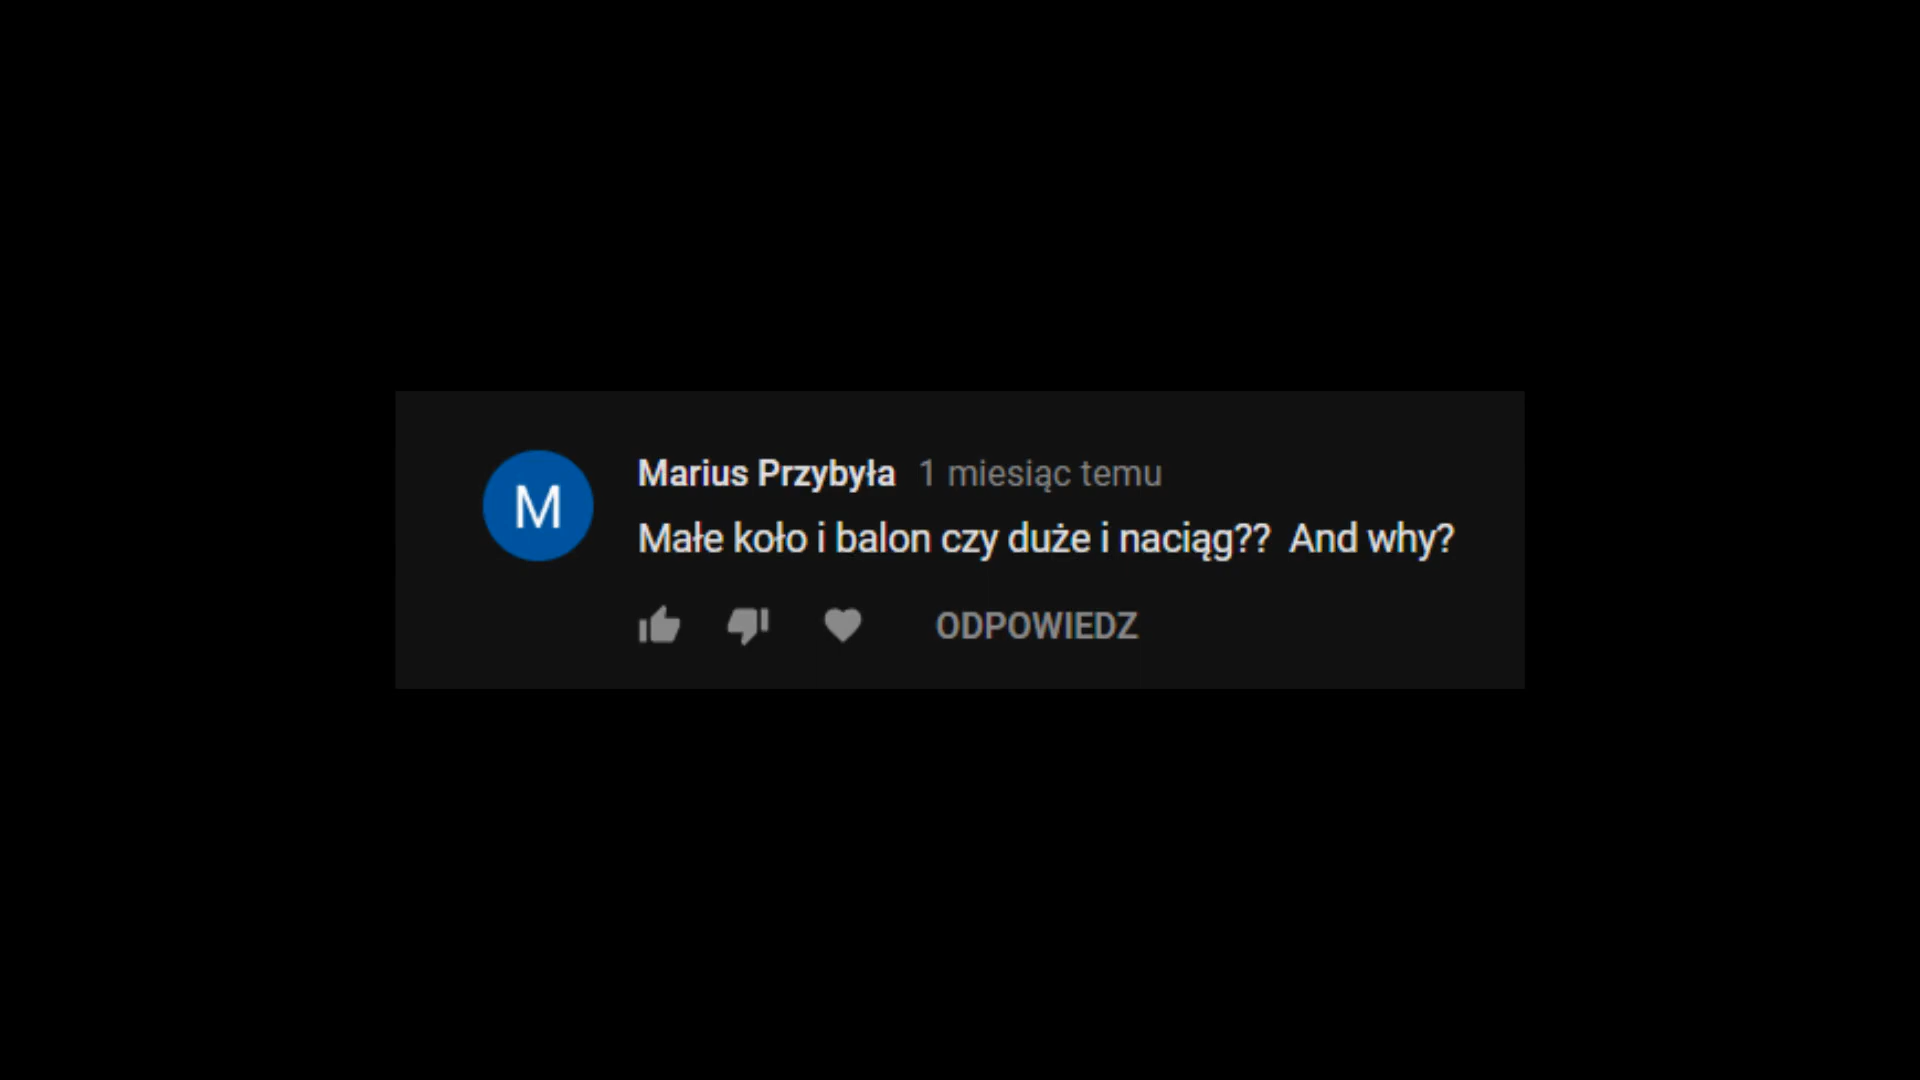 M
Marius Przybyła 1 miesiąc temu
Małe koło i balon czy duże i naciąg??  And why?
ODPOWIEDZ